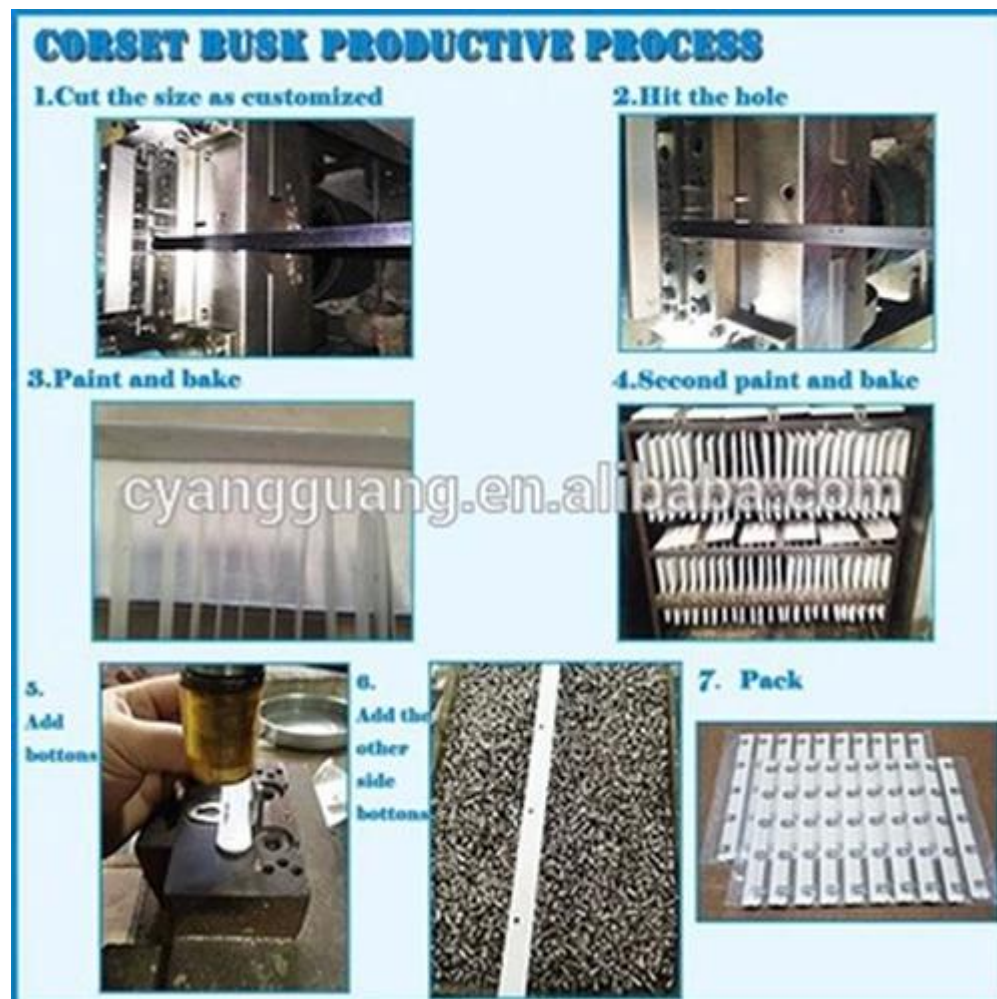 CORSET BUSK PRODUCTIVE PROCESS
1.Cut the size as customized
2.Hit the hole
3.Paint and bake
4.Second paint and bake
cyangguang.en.alibaba.com
5.
Add
bottons
6.
Add the
other
side
bottons
7. Pack